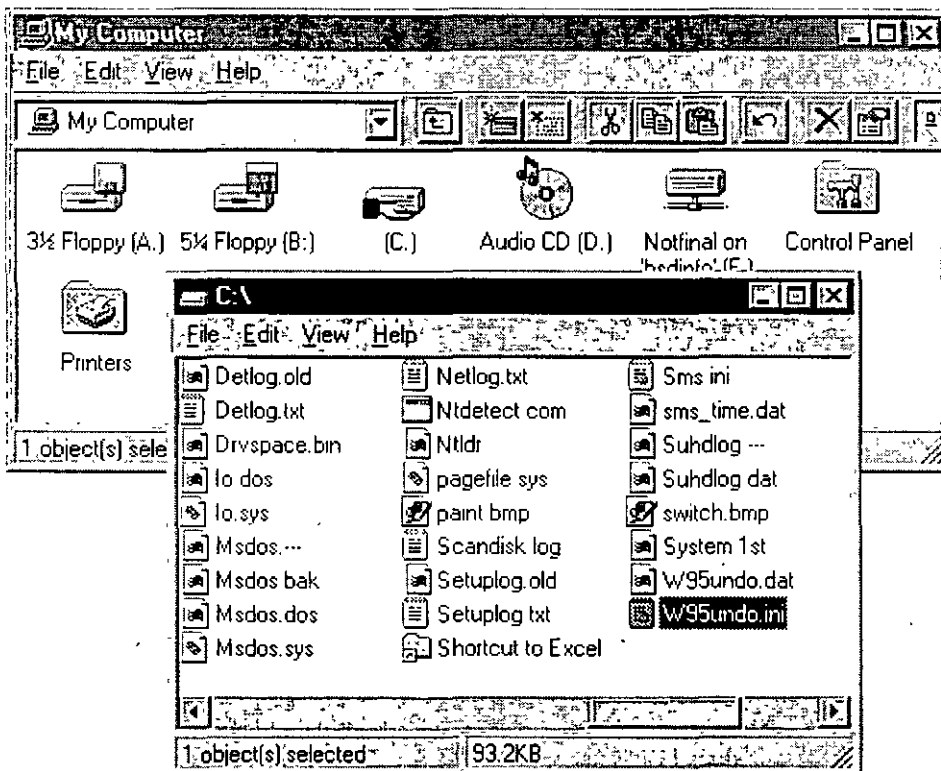 My Computer
File Edit View Help
My Computer
3½ Floppy (A.) 5¼ Floppy (B:) (C.) Audio CD (D.) Notfinal on Control Panel
'hsdinfo' (F.)
Printers
1 object(s) sele
C:\
File Edit View Help
Detlog.old Netlog.txt Sms ini
Detlog.txt Ntdetect com sms_time.dat
Drvspace.bin Ntldr Suhdlog ---
Io dos pagefile sys Suhdlog dat
Io.sys paint bmp switch.bmp
Msdos.--- Scandisk log System 1st
Msdos bak Setuplog.old W95undo.dat
Msdos.dos Setuplog txt W95undo.ini
Msdos.sys Shortcut to Excel
1 object(s) selected 93.2KB